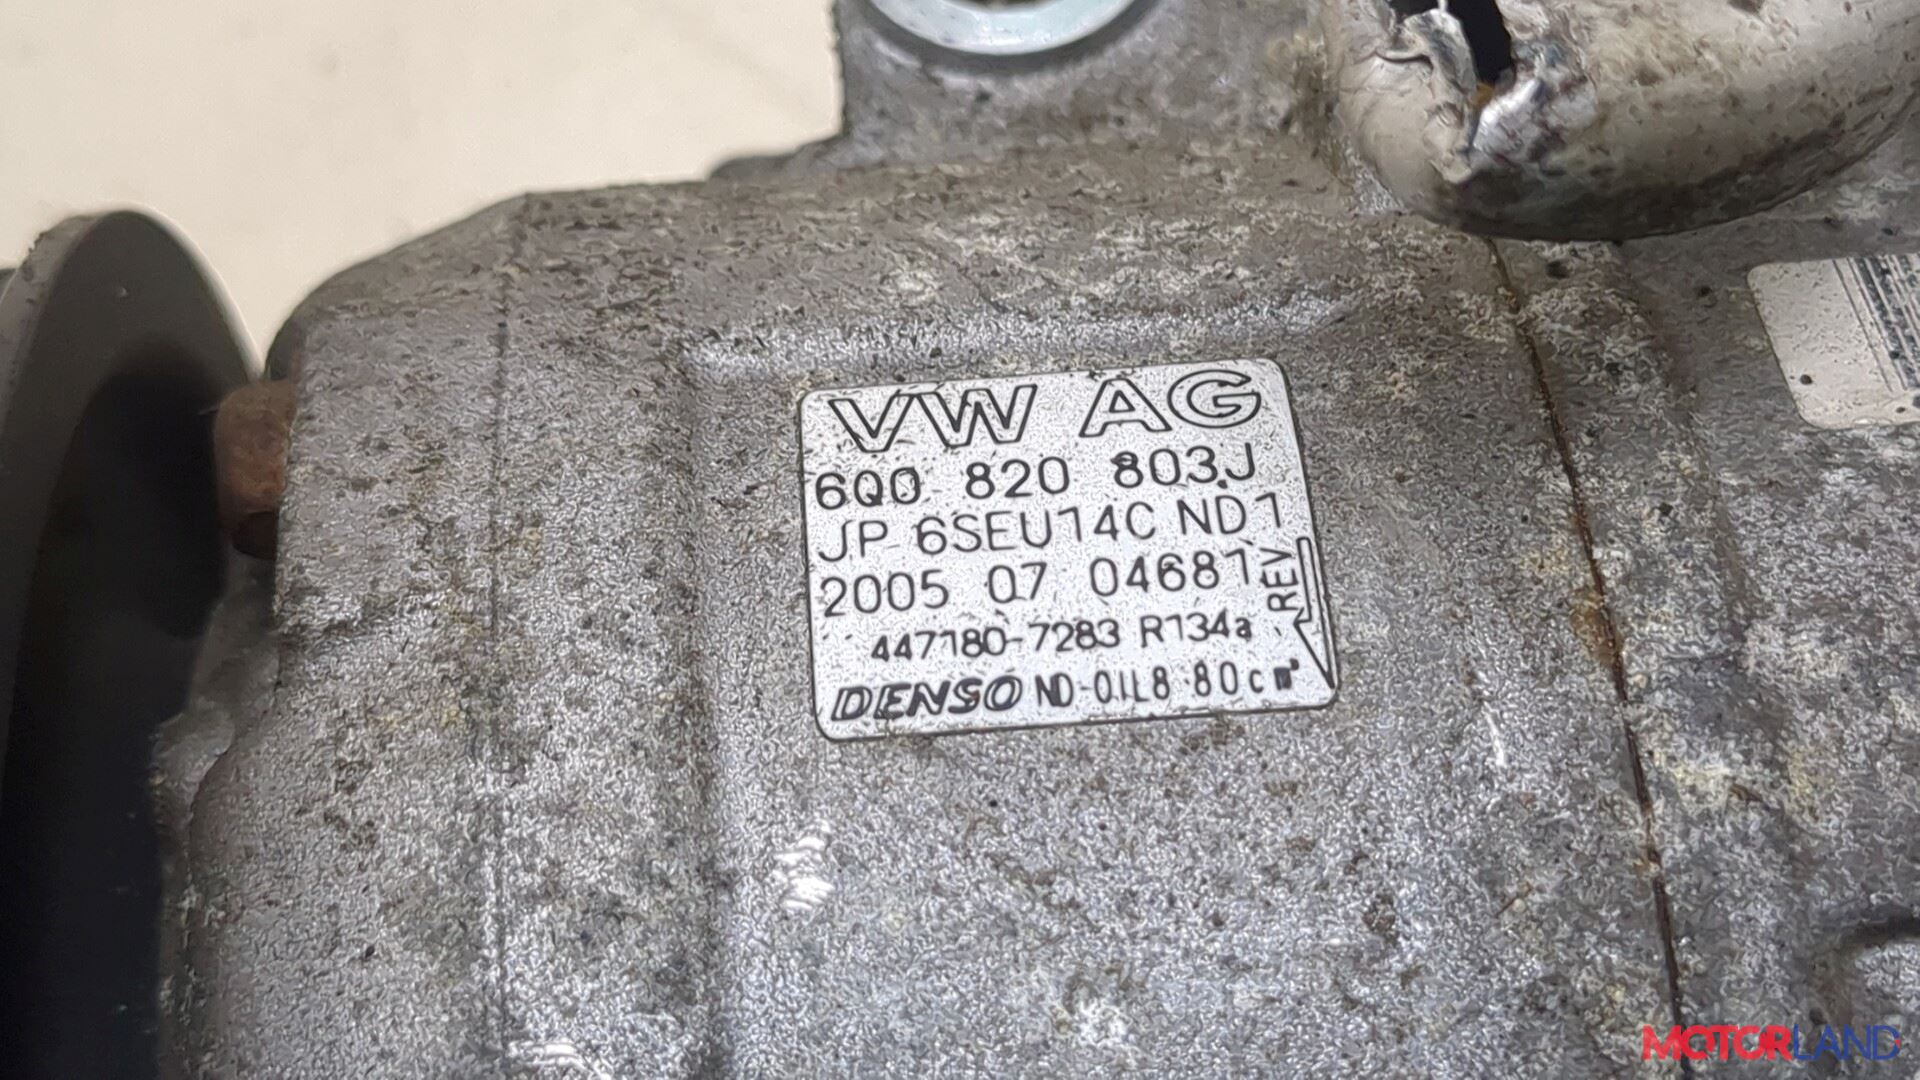 VW AG
6Q0 820 803J
JP 6SEU14C ND1
2005 07 04681
REV
447180-7283 R134a
DENSO ND-OIL8 80cm³
MOTORLAND